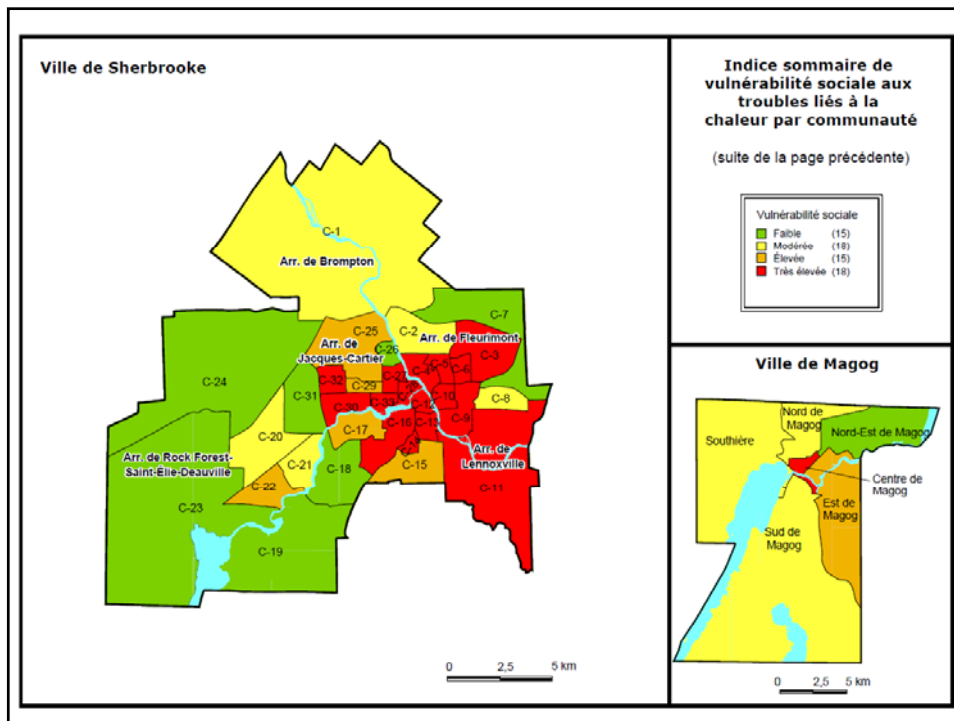 Ville de Sherbrooke
C-1
Arr. de Brompton
C-7
C-25
C-2
Arr. de
Jacques-Cartier
C-26
Arr. de Fleurimont
C-3
C-5
C-6
C-24
C-32
C-27
C-29
C-31
C-10
C-8
C-30
C-33
C-12
C-9
C-16
C-13
C-17
C-20
Arr. de Rock Forest-
Saint-Élie-Deauville
C-21
C-18
C-15
Arr. de
Lennoxville
C-22
C-11
C-23
C-19
0 2,5 5 km
Indice sommaire de
vulnérabilité sociale aux
troubles liés à la
chaleur par communauté
(suite de la page précédente)
Vulnérabilité sociale
Faible (15)
Modérée (18)
Élevée (15)
Très élevée (18)
Ville de Magog
Nord de
Magog
Southière
Nord-Est de Magog
Centre de
Magog
Est de
Magog
Sud de
Magog
0 2,5 5 km